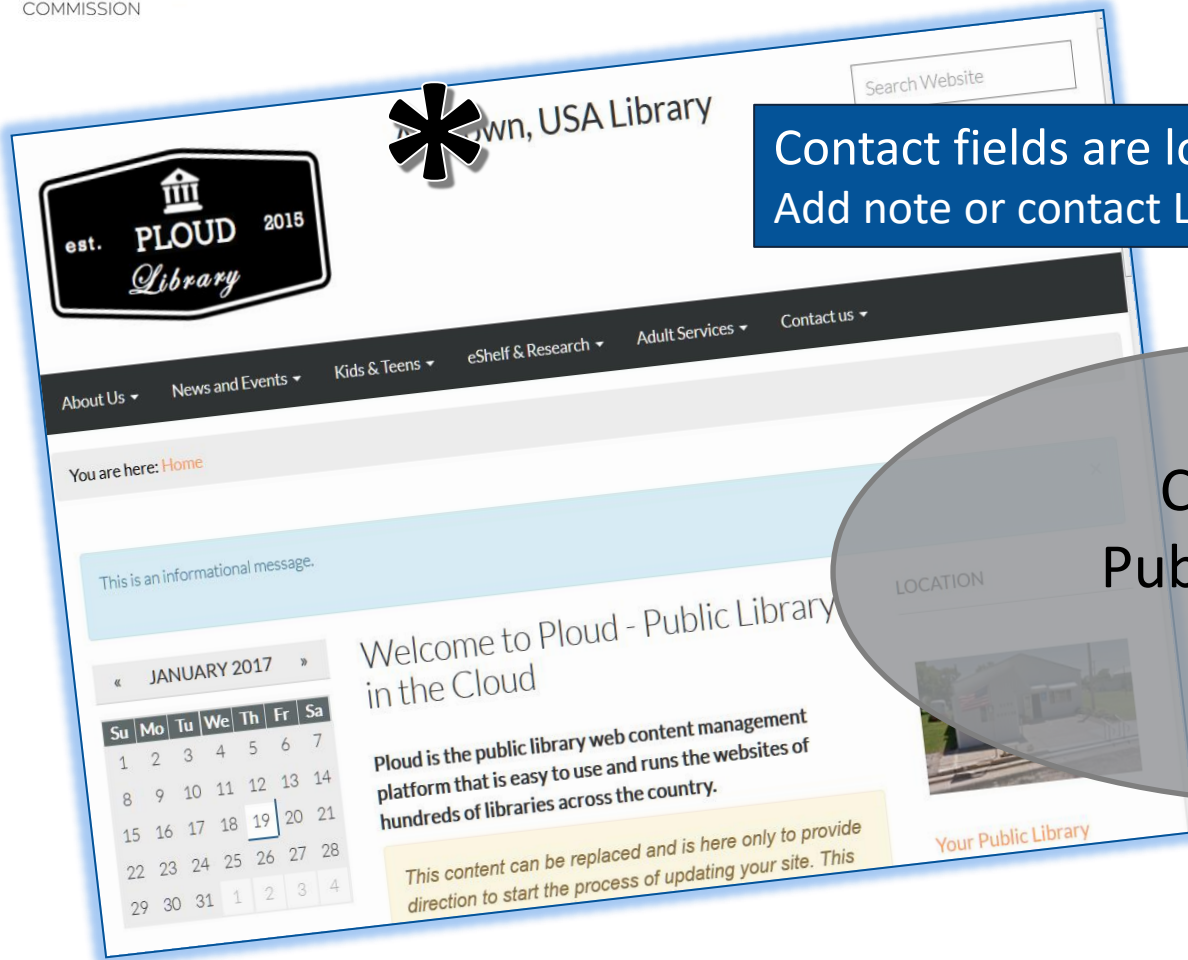 COMMISSION
USA Library
Search Website
Contact fields are
Add note or contact
est. PLOUD 2015
Library
About Us News and Events Kids & Teens eShelf & Research Adult Services Contact us
You are here: Home
This is an informational message.
LOCATION
« JANUARY 2017 »
Su Mo Tu We Th Fr Sa
1 2 3 4 5 6 7
8 9 10 11 12 13 14
15 16 17 18 19 20 21
22 23 24 25 26 27 28
29 30 31 1 2 3 4
Welcome to Ploud - Public Library
in the Cloud
Ploud is the public library web content management
platform that is easy to use and runs the websites of
hundreds of libraries across the country.
This content can be replaced and is here only to provide
direction to start the process of updating your site. This
Your Public Library